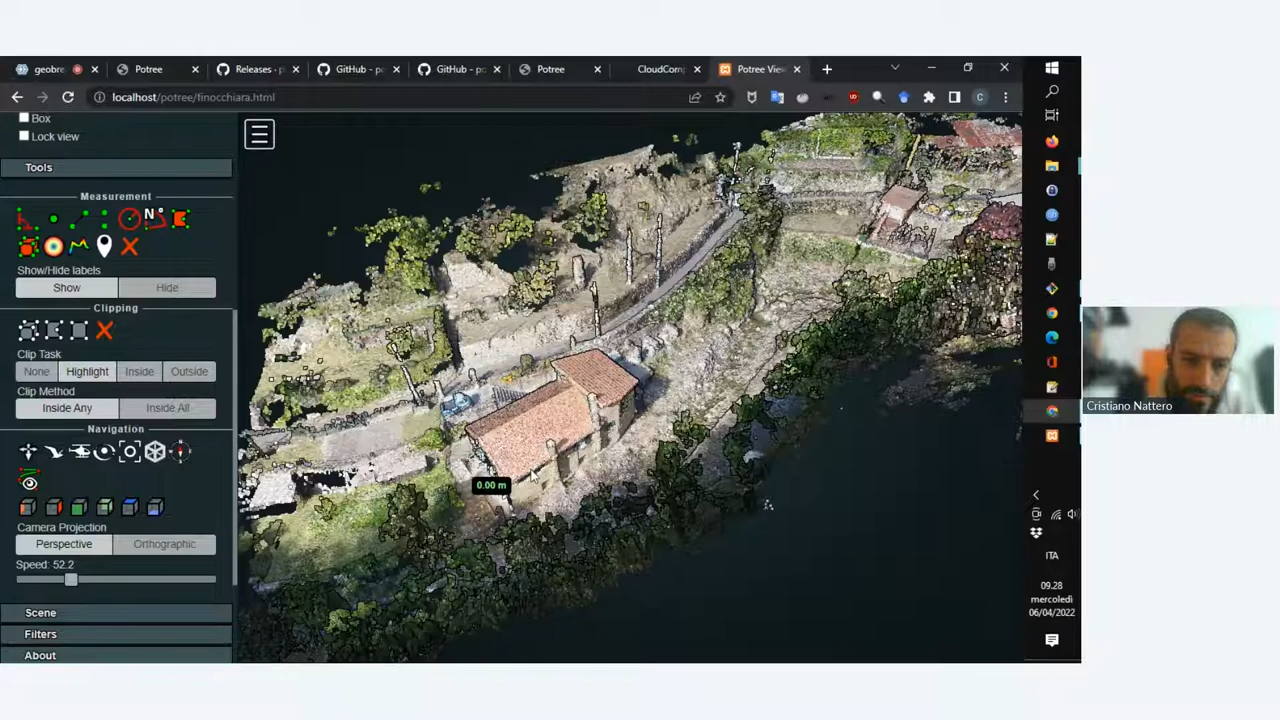 geobre
Potree
Releases · p
GitHub - pe
GitHub - po
Potree
CloudComp
Potree View
localhost/potree/finocchiara.html
C
Box
Lock view
Tools
Measurement
N
Show/Hide labels
Show Hide
Clipping
Clip Task
None Highlight Inside Outside
Clip Method
Inside Any Inside All
Navigation
Camera Projection
Perspective Orthographic
Speed: 52.2
Scene
Filters
About
0.00 m
Cristiano Nattero
ITA
09.28
mercoledì
06/04/2022